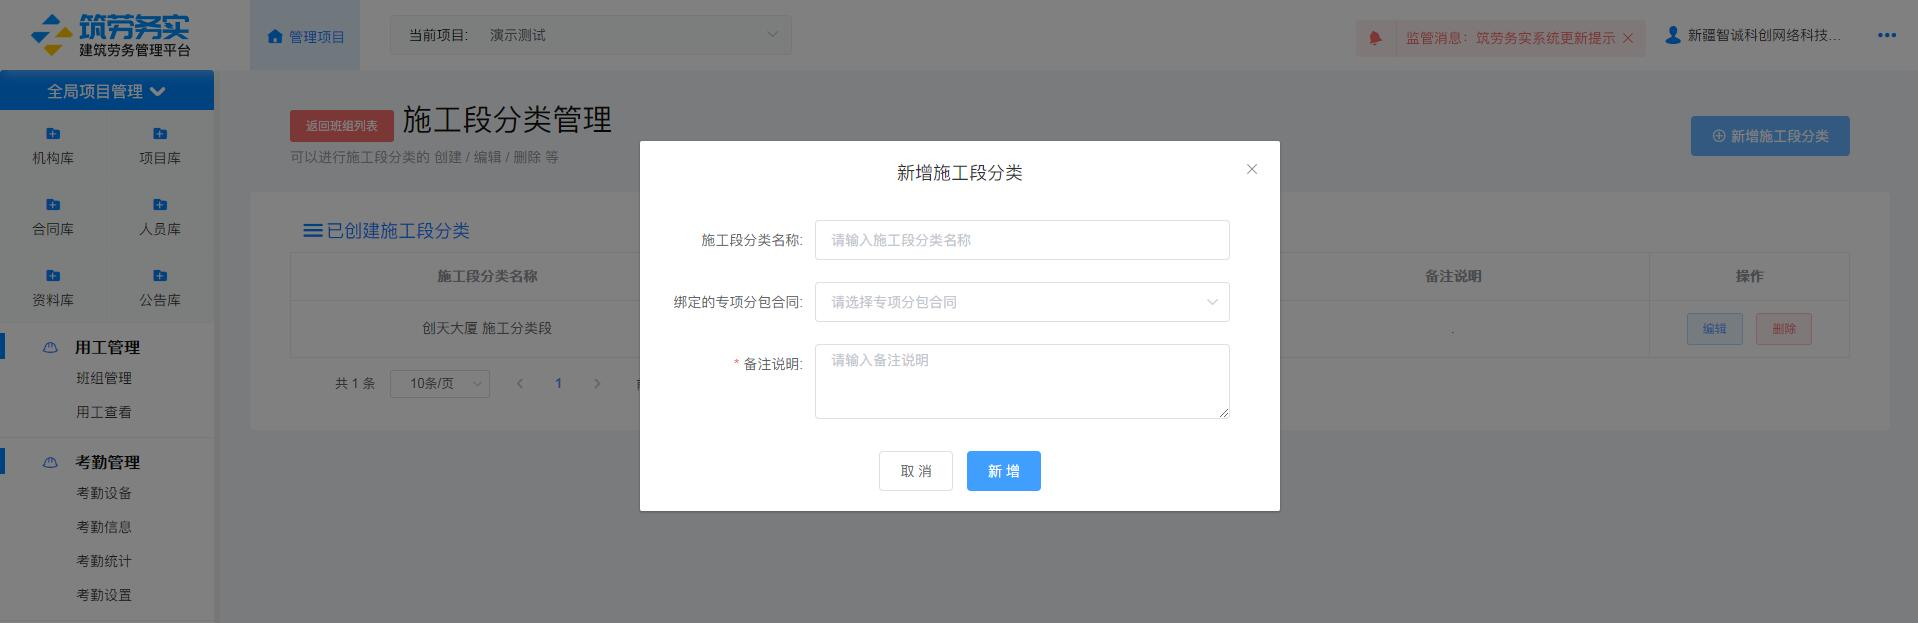 筑劳务实
建筑劳务管理平台
管理项目
当前项目: 演示测试
监管消息: 筑劳务实系统更新提示
新疆智诚科创网络科技...
全局项目管理
机构库 项目库
合同库 人员库
资料库 公告库
用工管理
班组管理
用工查看
考勤管理
考勤设备
考勤信息
考勤统计
考勤设置
返回班组列表 施工段分类管理
可以进行施工段分类的 创建 / 编辑 / 删除 等
新增施工段分类
已创建施工段分类
施工段分类名称 备注说明 操作
创天大厦 施工分类段 . 编辑 删除
共 1 条 10条/页 1
新增施工段分类
施工段分类名称: 请输入施工段分类名称
绑定的专项分包合同: 请选择专项分包合同
* 备注说明: 请输入备注说明
取 消 新 增